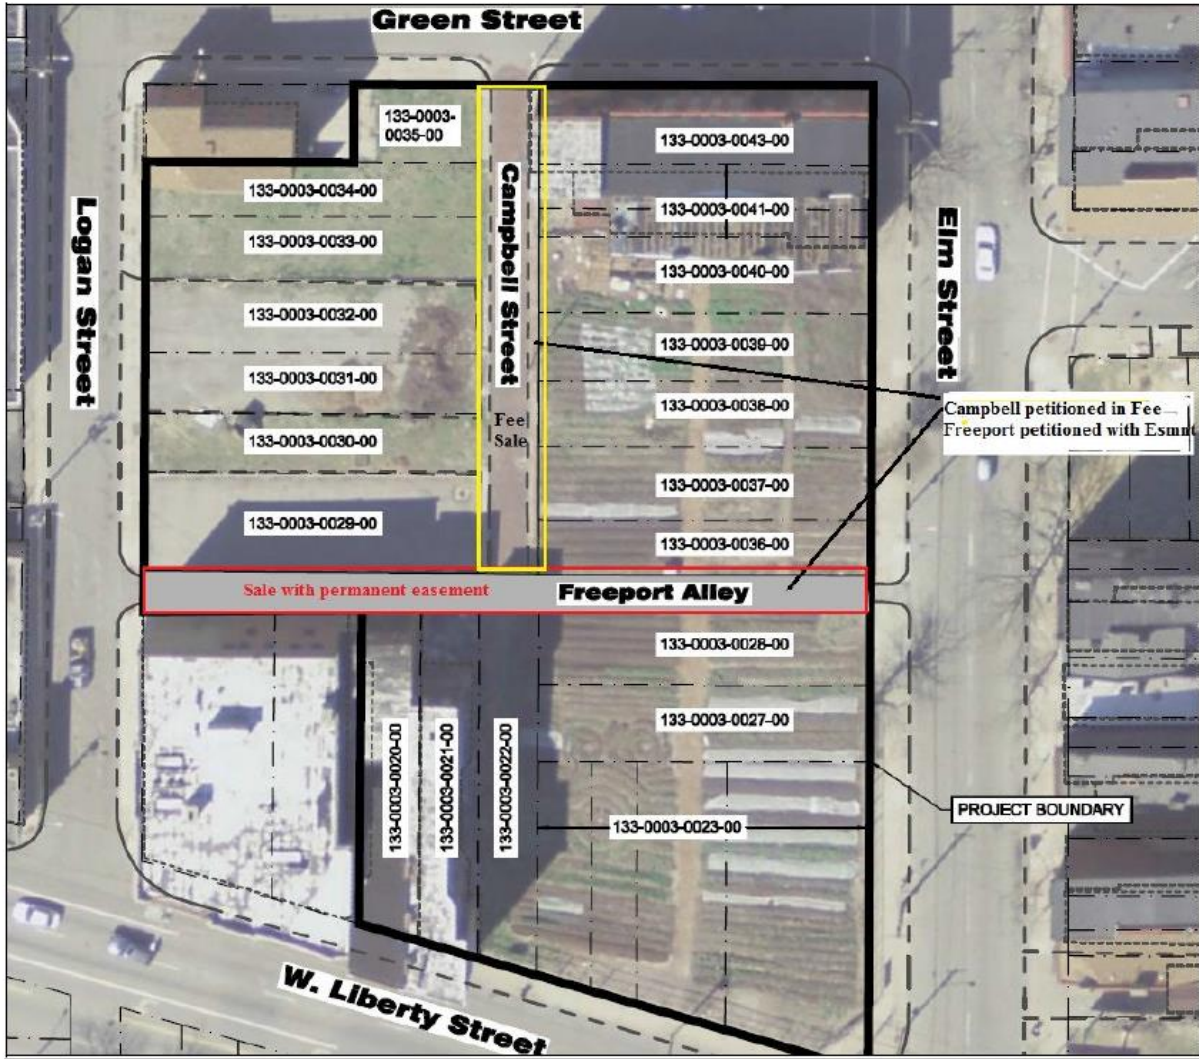 Green Street
133-0003-
0035-00
133-0003-0043-00
133-0003-0034-00
133-0003-0041-00
133-0003-0033-00
133-0003-0040-00
Logan Street
Campbell Street
Elm Street
133-0003-0032-00
133-0003-0039-00
133-0003-0031-00
133-0003-0038-00
Campbell petitioned in Fee
Freeport petitioned with Esmnt
Fee
Sale
133-0003-0030-00
133-0003-0037-00
133-0003-0029-00
133-0003-0036-00
Sale with permanent easement
Freeport Alley
133-0003-0028-00
133-0003-0027-00
133-0003-0020-00
133-0003-0021-00
133-0003-0022-00
133-0003-0023-00
PROJECT BOUNDARY
W. Liberty Street